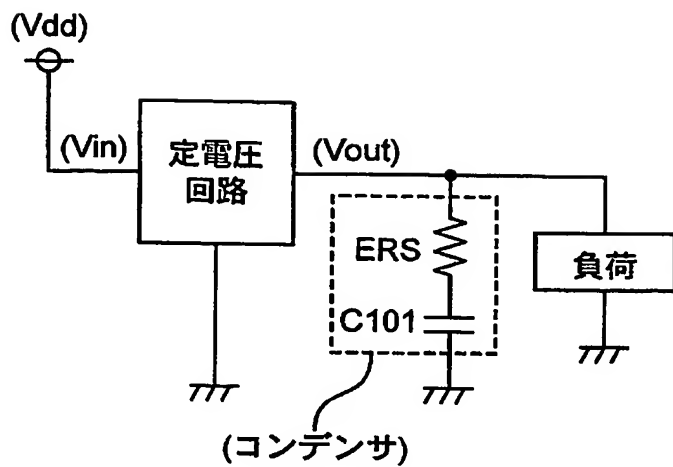 (Vdd)
(Vin)
定電圧
回路
(Vout)
ERS
C101
負荷
(コンデンサ)